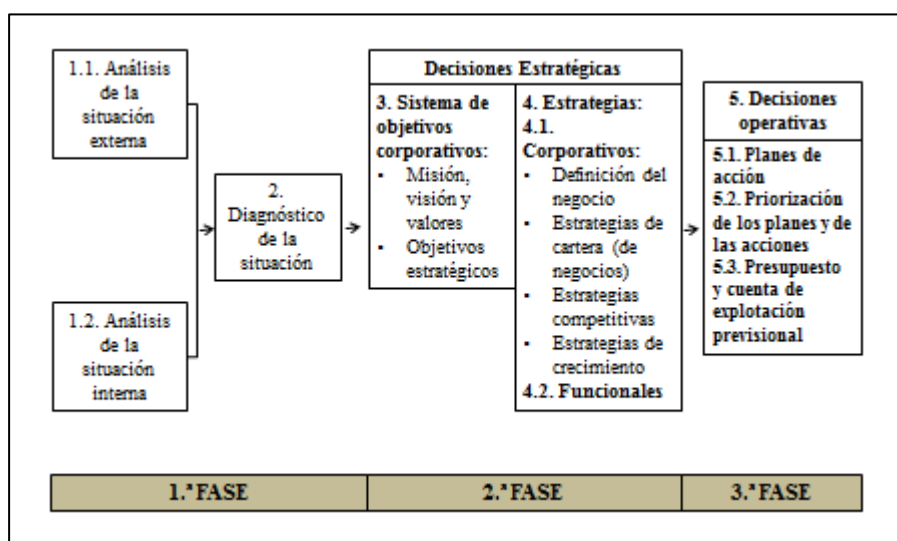 1.1. Análisis
de la
situación
externa
1.2. Análisis
de la
situación
interna
2.
Diagnóstico
de la
situación
Decisiones Estratégicas
3. Sistema de
objetivos
corporativos:
• Misión,
visión y
valores
• Objetivos
estratégicos
4. Estrategias:
4.1.
Corporativos:
• Definición del
negocio
• Estrategias de
cartera (de
negocios)
• Estrategias
competitivas
• Estrategias de
crecimiento
4.2. Funcionales
5. Decisiones
operativas
5.1. Planes de
acción
5.2. Priorización
de los planes y de
las acciones
5.3. Presupuesto
y cuenta de
explotación
previsional
1.ª FASE
2.ª FASE
3.ª FASE